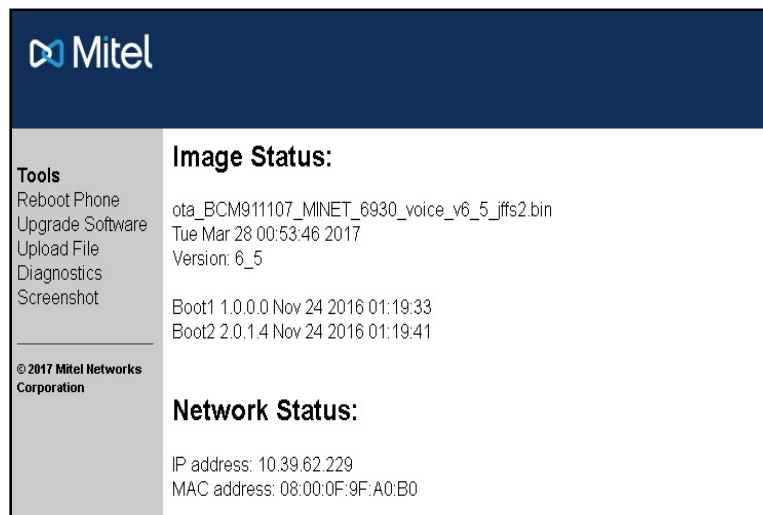 Mitel
Tools
Reboot Phone
Upgrade Software
Upload File
Diagnostics
Screenshot
© 2017 Mitel Networks
Corporation
Image Status:
ota_BCM911107_MINET_6930_voice_v6_5_jffs2.bin
Tue Mar 28 00:53:46 2017
Version: 6_5
Boot1 1.0.0.0 Nov 24 2016 01:19:33
Boot2 2.0.1.4 Nov 24 2016 01:19:41
Network Status:
IP address: 10.39.62.229
MAC address: 08:00:0F:9F:A0:B0